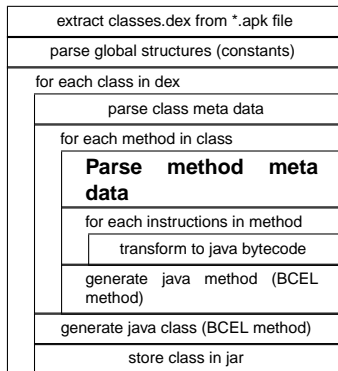 extract classes.dex from *.apk file
parse global structures (constants)
for each class in dex
parse class meta data
for each method in class
Parse method meta
data
for each instructions in method
transform to java bytecode
generate java method (BCEL
method)
generate java class (BCEL method)
store class in jar